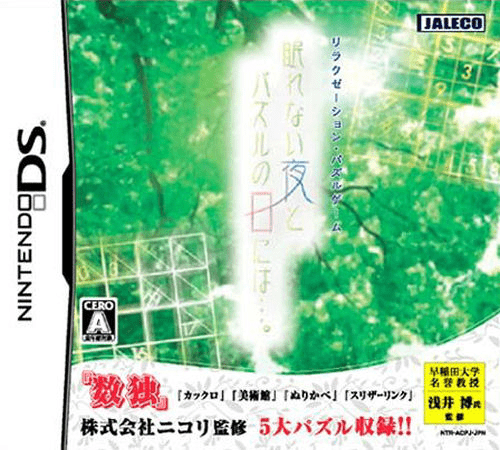 JALECO
NINTENDO DS
リラクゼーション・パズルゲーム
眠れない夜と
パズルの日には…。
CERO
A
『数独』『カックロ』『美術館』『ぬりかべ』『スリザーリンク』
株式会社ニコリ監修 5大パズル収録!!
早稲田大学
名誉教授
浅井 博氏
監修
NTR-ACPJ-JPN